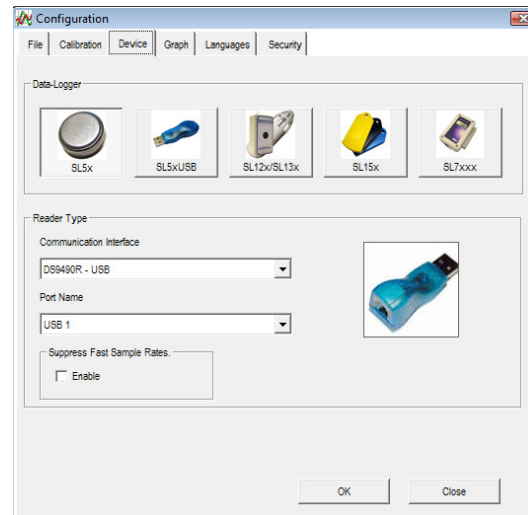 Configuration
File Calibration Device Graph Languages Security
Data-Logger
SL5x SL5xUSB SL12x/SL13x SL15x SL7xxx
Reader Type
Communication Interface
DS9490R - USB
Port Name
USB 1
Suppress Fast Sample Rates.
Enable
OK Close